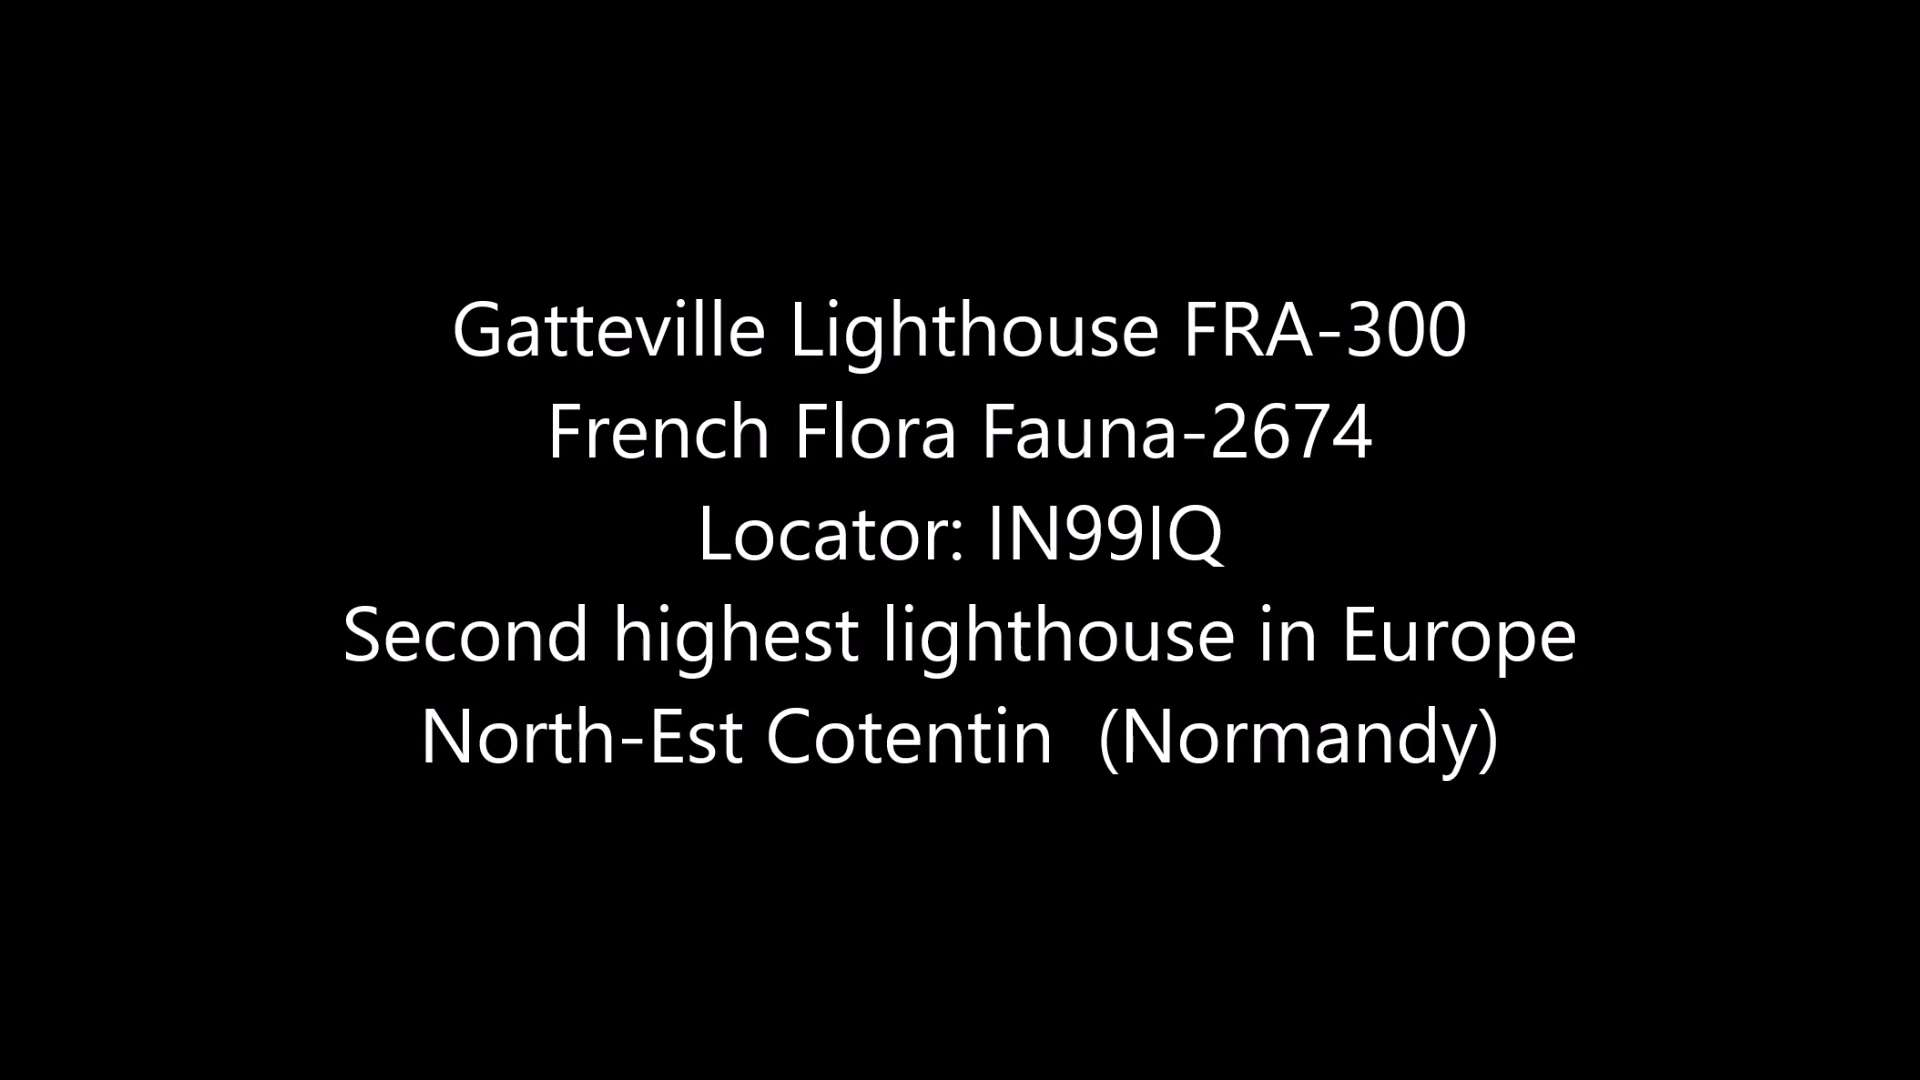 Gatteville Lighthouse FRA-300
French Flora Fauna-2674
Locator: IN99IQ
Second highest lighthouse in Europe
North-Est Cotentin  (Normandy)